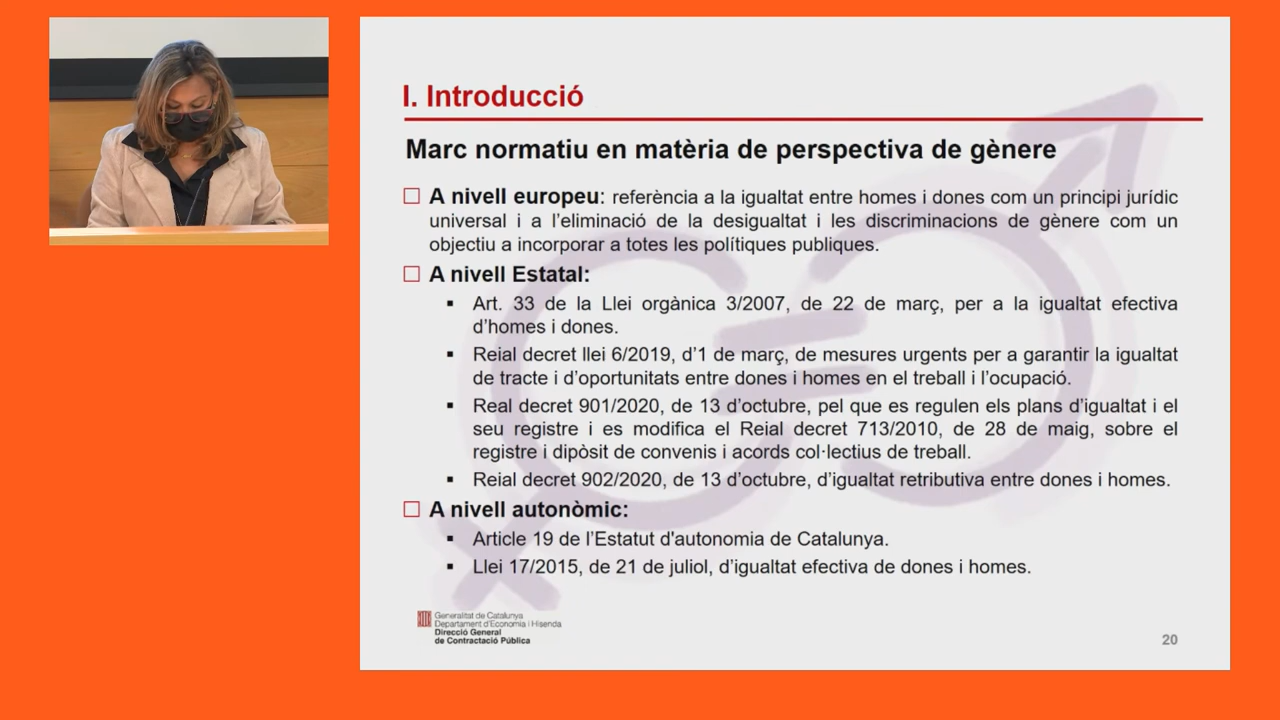 I. Introducció
Marc normatiu en matèria de perspectiva de gènere
A nivell europeu: referència a la igualtat entre homes i dones com un principi jurídic
universal i a l’eliminació de la desigualtat i les discriminacions de gènere com un
objectiu a incorporar a totes les polítiques publiques.
A nivell Estatal:
Art. 33 de la Llei orgànica 3/2007, de 22 de març, per a la igualtat efectiva
d’homes i dones.
Reial decret llei 6/2019, d’1 de març, de mesures urgents per a garantir la igualtat
de tracte i d’oportunitats entre dones i homes en el treball i l’ocupació.
Real decret 901/2020, de 13 d’octubre, pel que es regulen els plans d’igualtat i el
seu registre i es modifica el Reial decret 713/2010, de 28 de maig, sobre el
registre i dipòsit de convenis i acords col·lectius de treball.
Reial decret 902/2020, de 13 d’octubre, d’igualtat retributiva entre dones i homes.
A nivell autonòmic:
Article 19 de l’Estatut d'autonomia de Catalunya.
Llei 17/2015, de 21 de juliol, d’igualtat efectiva de dones i homes.
Generalitat de Catalunya
Departament d’Economia i Hisenda
Direcció General
de Contractació Pública
20